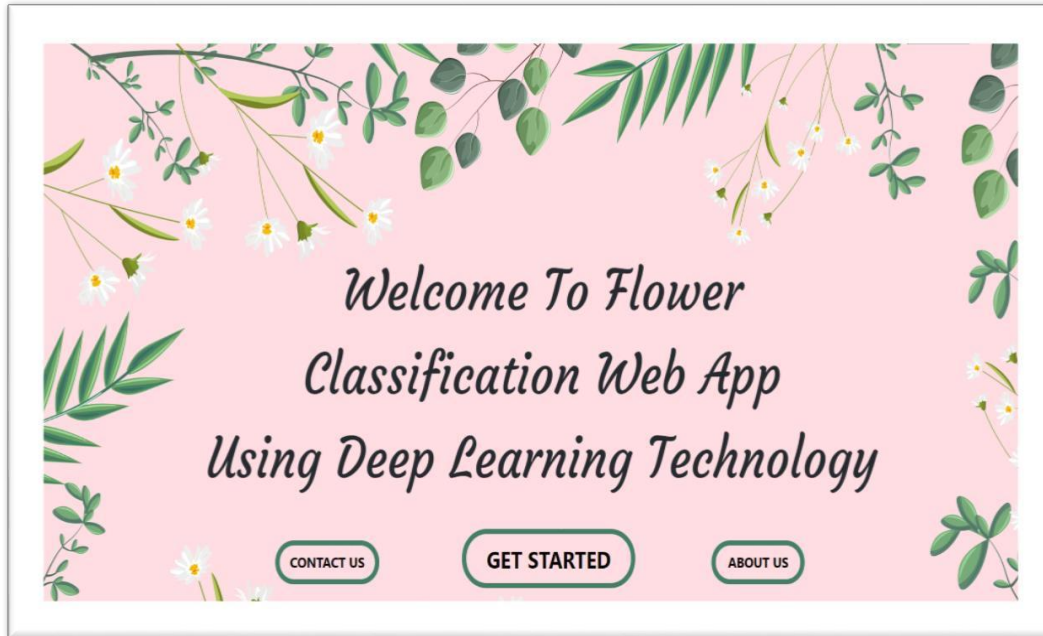 Welcome To Flower
Classification Web App
Using Deep Learning Technology
CONTACT US
GET STARTED
ABOUT US